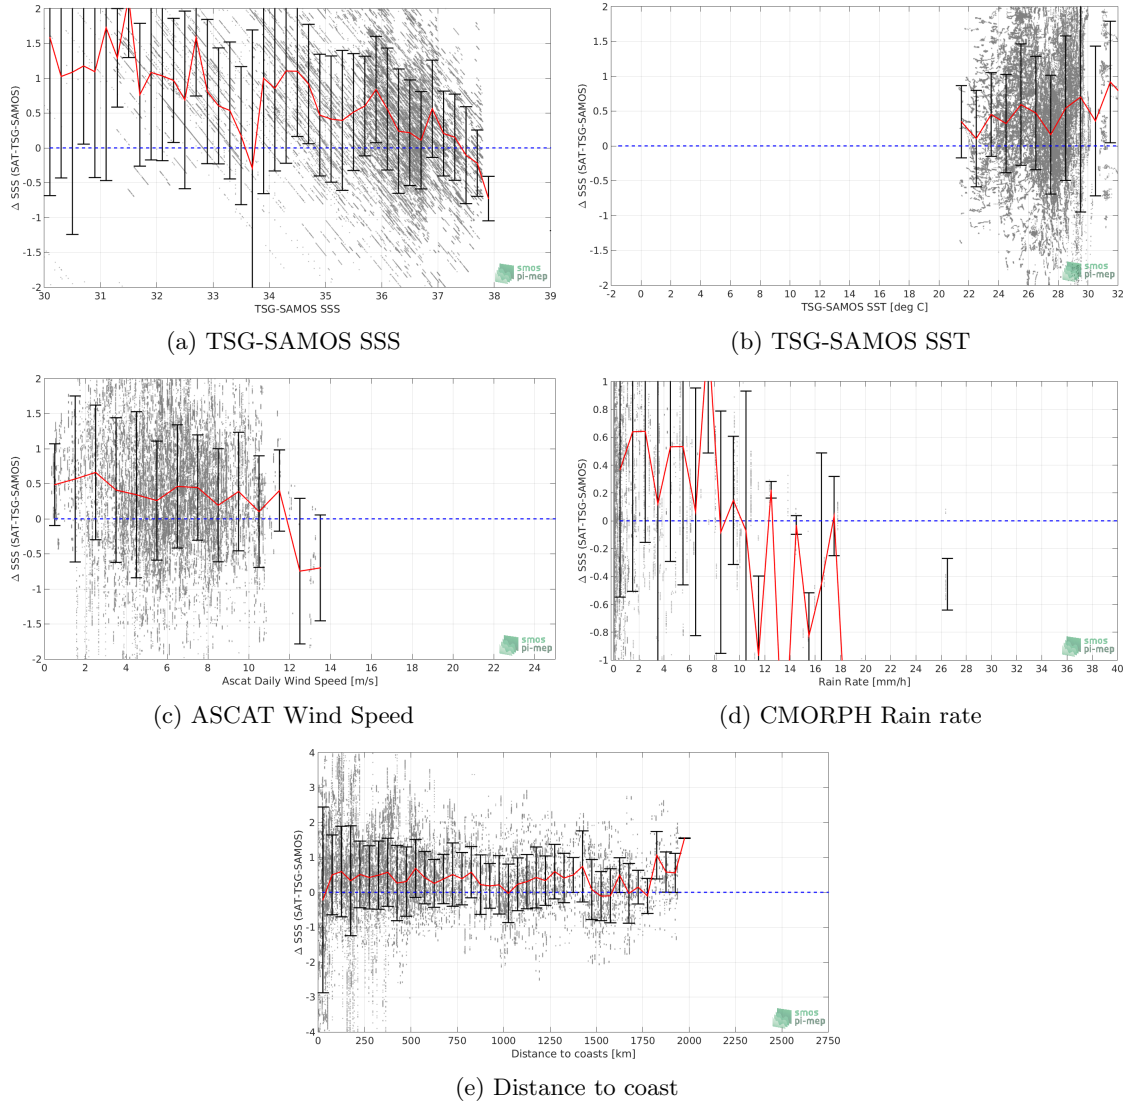 2
1.5
1
0.5
0
-0.5
-1
-1.5
-2
Δ SSS (SAT-TSG-SAMOS)
30 31 32 33 34 35 36 37 38 39
TSG-SAMOS SSS
smos
pi-mep
(a) TSG-SAMOS SSS
2
1.5
1
0.5
0
-0.5
-1
-1.5
-2
Δ SSS (SAT-TSG-SAMOS)
-2 0 2 4 6 8 10 12 14 16 18 20 22 24 26 28 30 32
TSG-SAMOS SST [deg C]
smos
pi-mep
(b) TSG-SAMOS SST
2
1.5
1
0.5
0
-0.5
-1
-1.5
-2
Δ SSS (SAT-TSG-SAMOS)
0 2 4 6 8 10 12 14 16 18 20 22 24
Ascat Daily Wind Speed [m/s]
smos
pi-mep
(c) ASCAT Wind Speed
1
0.8
0.6
0.4
0.2
0
-0.2
-0.4
-0.6
-0.8
-1
Δ SSS (SAT-TSG-SAMOS)
0 2 4 6 8 10 12 14 16 18 20 22 24 26 28 30 32 34 36 38 40
Rain Rate [mm/h]
smos
pi-mep
(d) CMORPH Rain rate
4
3
2
1
0
-1
-2
-3
-4
Δ SSS (SAT-TSG-SAMOS)
0 250 500 750 1000 1250 1500 1750 2000 2250 2500 2750
Distance to coasts [km]
smos
pi-mep
(e) Distance to coast